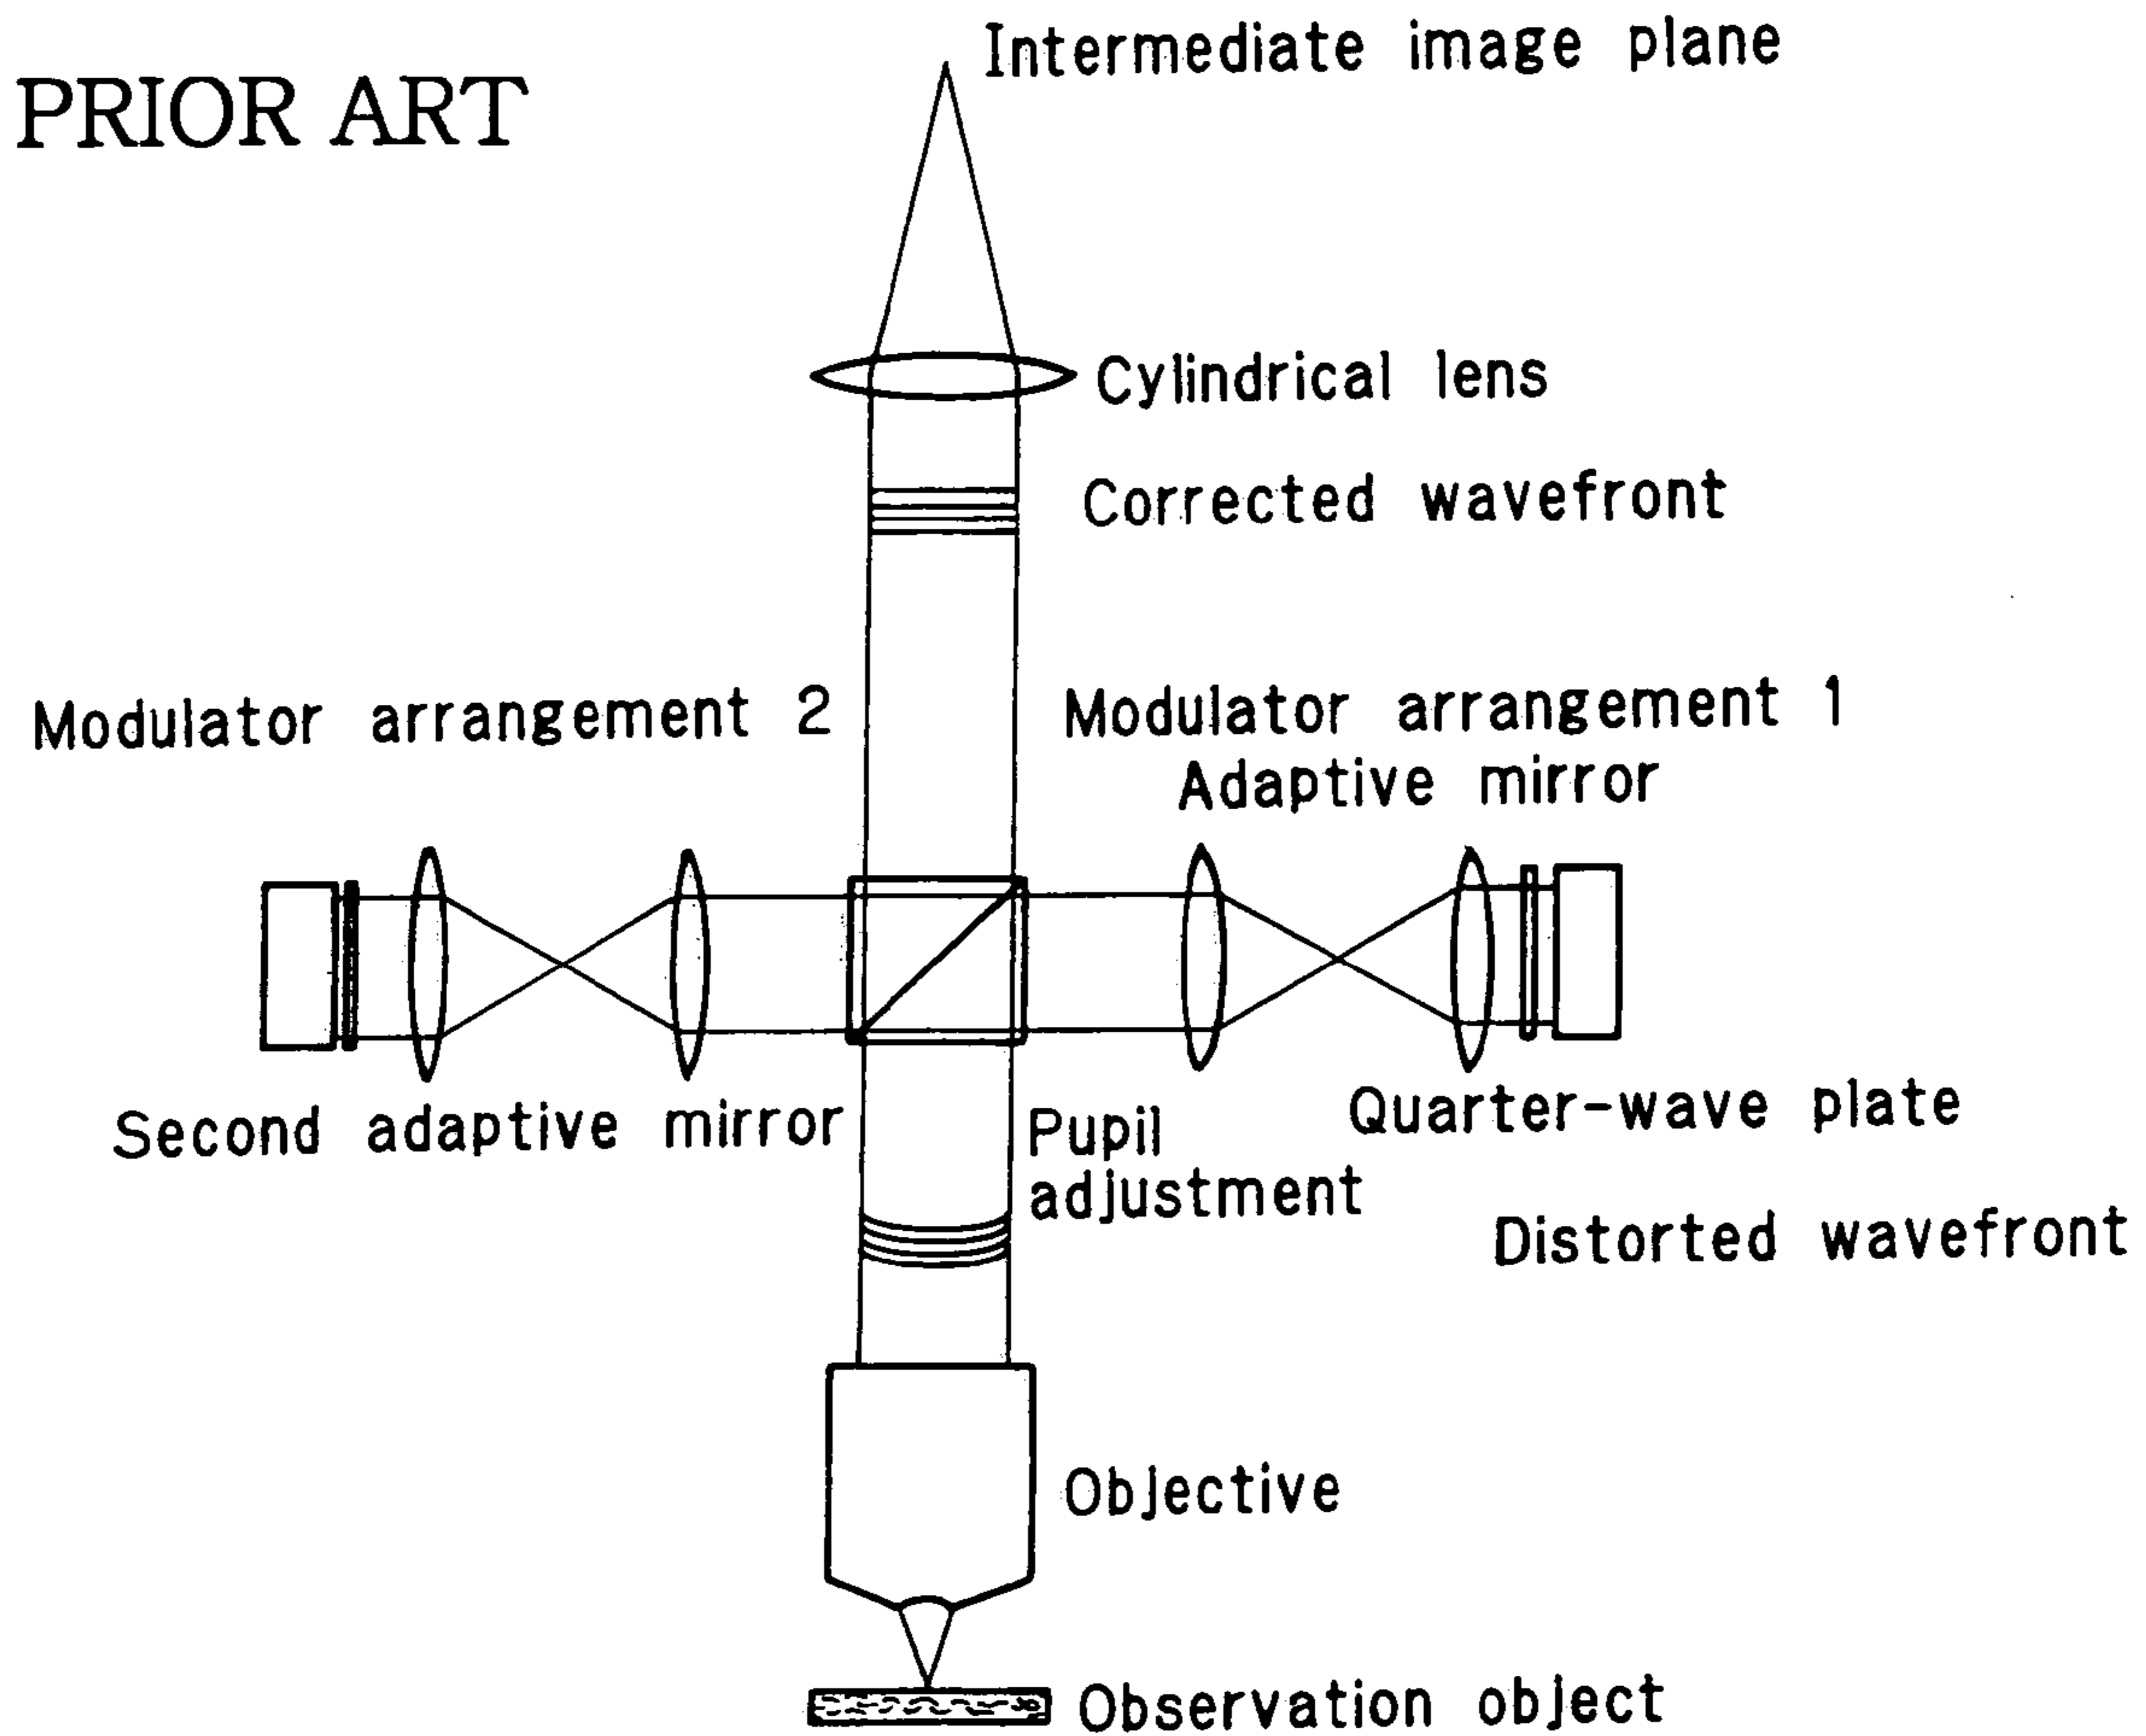 Intermediate image plane
PRIOR ART
Cylindrical lens
Corrected wavefront
Modulator arrangement 2
Modulator arrangement 1
Adaptive mirror
Second adaptive mirror
Pupil
adjustment
Quarter-wave plate
Distorted wavefront
Objective
Observation object